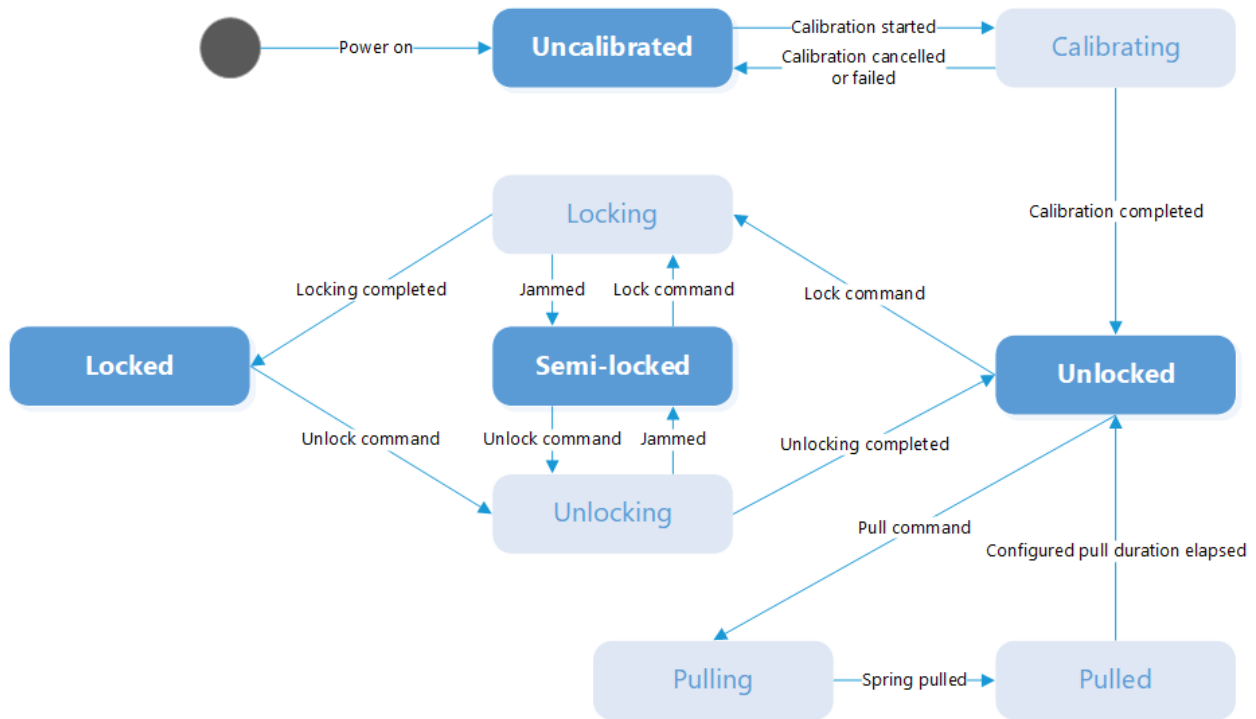 Power on
Uncalibrated
Calibration started
Calibration cancelled
or failed
Calibrating
Calibration completed
Locking
Locking completed
Jammed
Lock command
Lock command
Locked
Semi-locked
Unlocked
Unlock command
Unlock command
Jammed
Unlocking completed
Unlocking
Pull command
Configured pull duration elapsed
Pulling
Spring pulled
Pulled